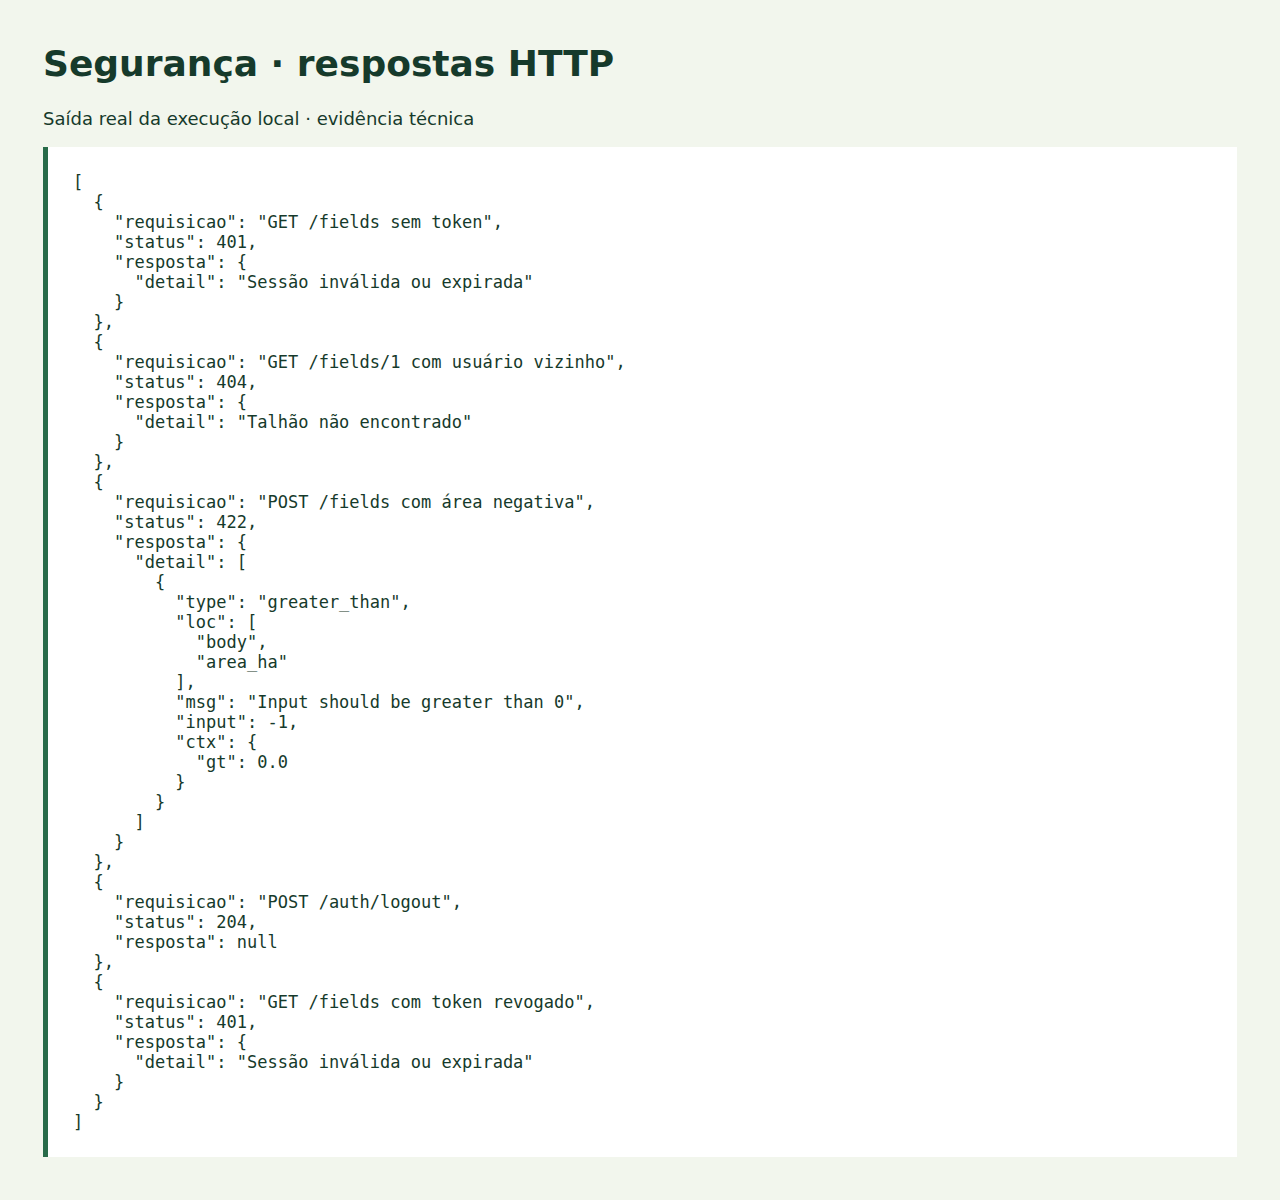 Segurança · respostas HTTP
Saída real da execução local · evidência técnica
[
  {
    "requisicao": "GET /fields sem token",
    "status": 401,
    "resposta": {
      "detail": "Sessão inválida ou expirada"
    }
  },
  {
    "requisicao": "GET /fields/1 com usuário vizinho",
    "status": 404,
    "resposta": {
      "detail": "Talhão não encontrado"
    }
  },
  {
    "requisicao": "POST /fields com área negativa",
    "status": 422,
    "resposta": {
      "detail": [
        {
          "type": "greater_than",
          "loc": [
            "body",
            "area_ha"
          ],
          "msg": "Input should be greater than 0",
          "input": -1,
          "ctx": {
            "gt": 0.0
          }
        }
      ]
    }
  },
  {
    "requisicao": "POST /auth/logout",
    "status": 204,
    "resposta": null
  },
  {
    "requisicao": "GET /fields com token revogado",
    "status": 401,
    "resposta": {
      "detail": "Sessão inválida ou expirada"
    }
  }
]